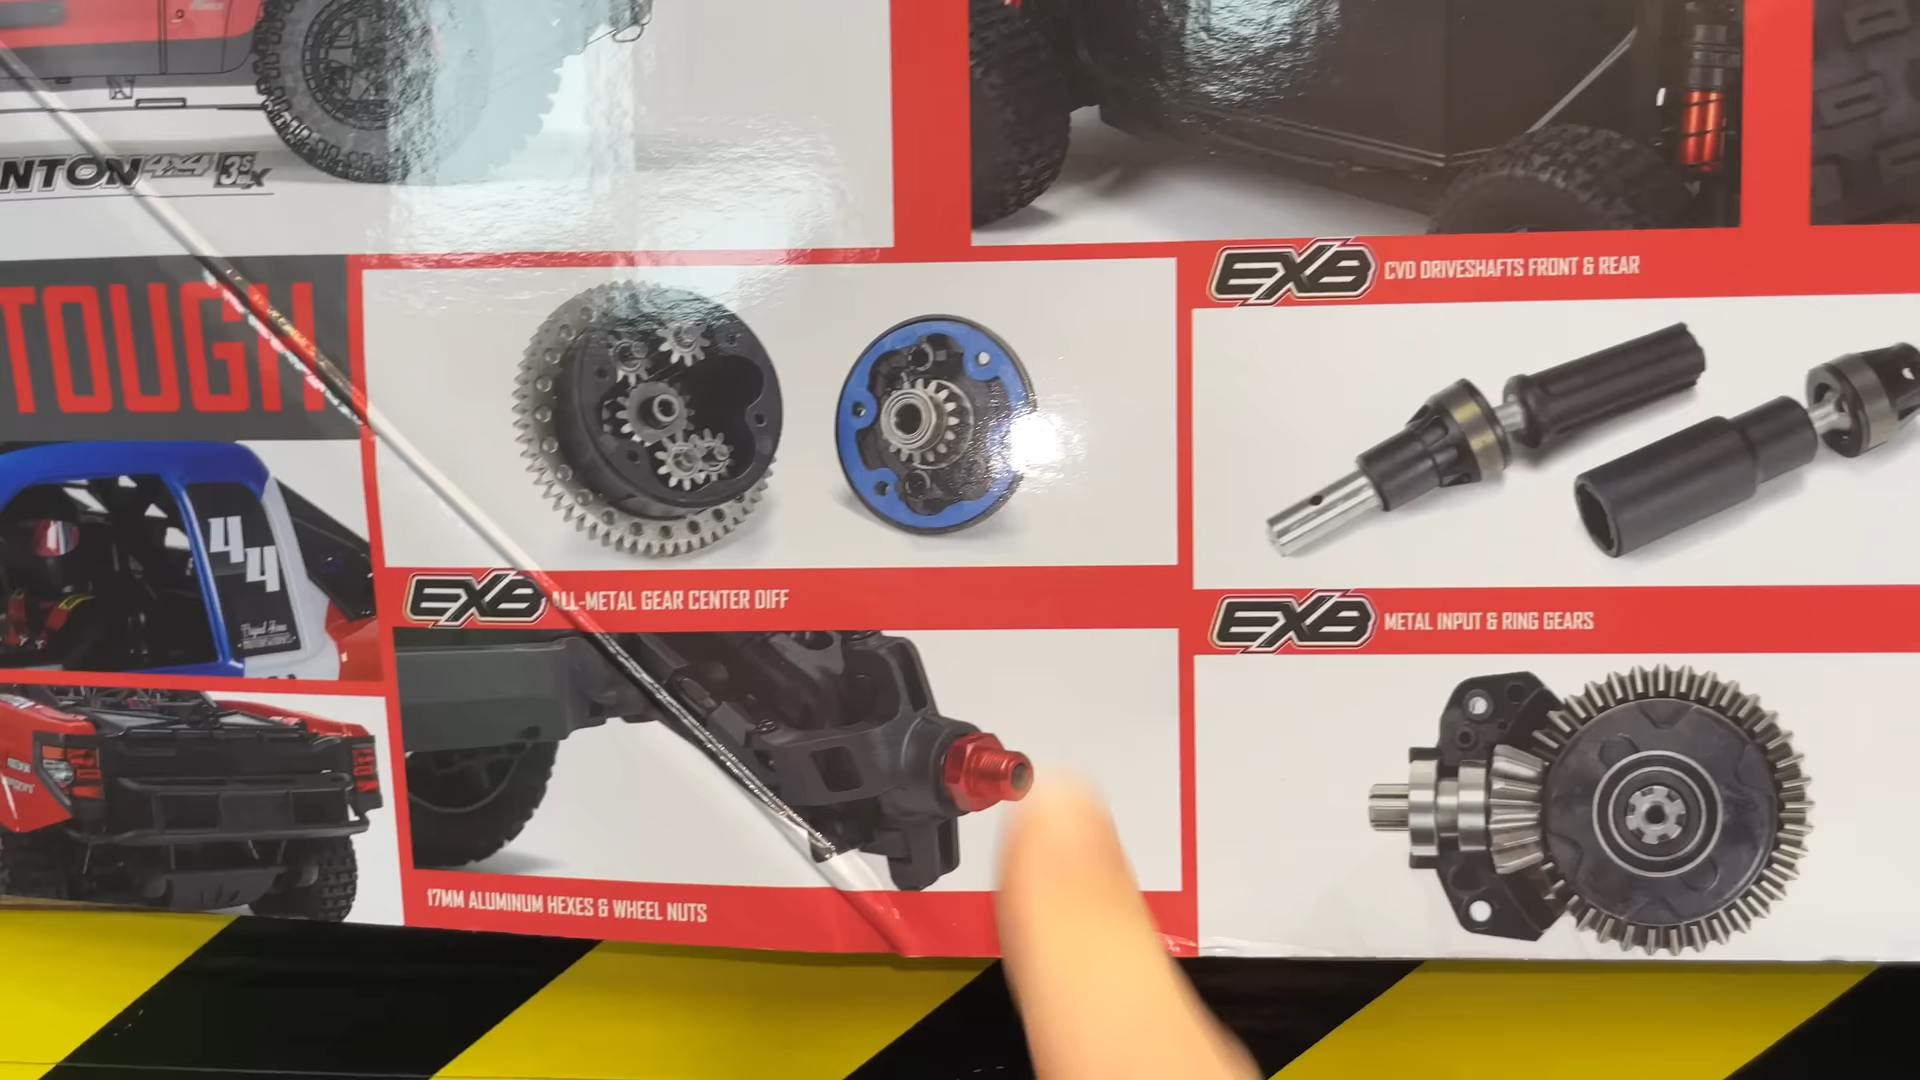 NTON 4x4 3S BLX
EXB CVD DRIVESHAFTS FRONT & REAR
TOUGH
44
EXB ALL-METAL GEAR CENTER DIFF
EXB METAL INPUT & RING GEARS
17MM ALUMINUM HEXES & WHEEL NUTS